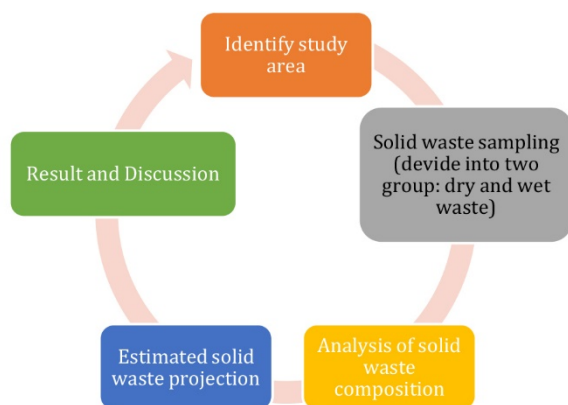 Identify study
area
Solid waste sampling
(devide into two
group: dry and wet
waste)
Analysis of solid
waste
composition
Estimated solid
waste projection
Result and Discussion